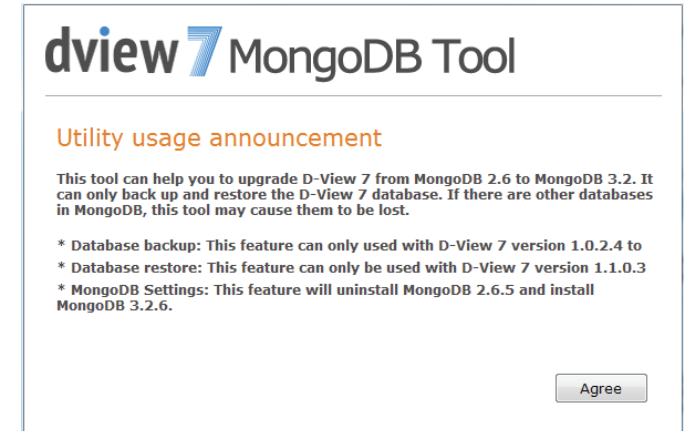 dview 7 MongoDB Tool
Utility usage announcement
This tool can help you to upgrade D-View 7 from MongoDB 2.6 to MongoDB 3.2. It
can only back up and restore the D-View 7 database. If there are other databases
in MongoDB, this tool may cause them to be lost.
* Database backup: This feature can only used with D-View 7 version 1.0.2.4 to
* Database restore: This feature can only be used with D-View 7 version 1.1.0.3
* MongoDB Settings: This feature will uninstall MongoDB 2.6.5 and install
MongoDB 3.2.6.
Agree